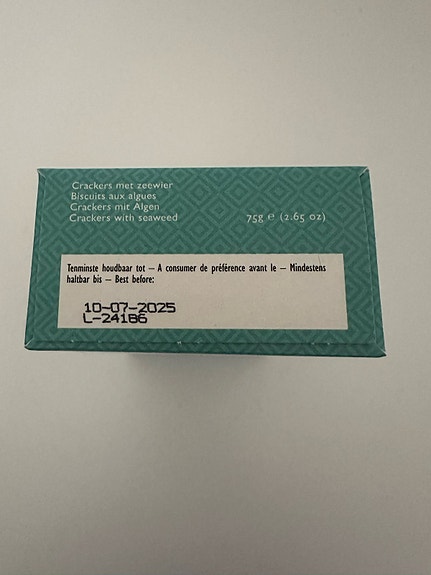 Crackers met zeewier
Biscuits aux algues
Crackers mit Algen
Crackers with seaweed
75g ℮ (2.65 oz)
Tenminste houdbaar tot – A consumer de préférence avant le – Mindestens
haltbar bis – Best before:
10-07-2025
L-24186